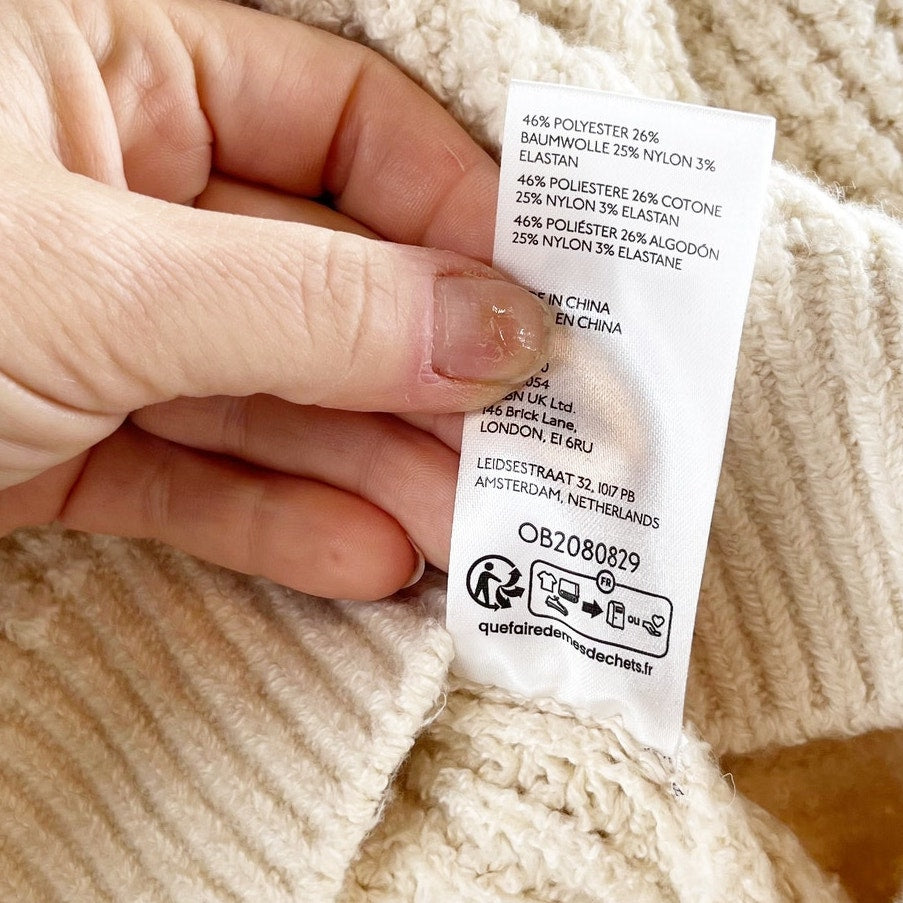 46% POLYESTER 26%
BAUMWOLLE 25% NYLON 3%
ELASTAN
46% POLIESTERE 26% COTONE
25% NYLON 3% ELASTAN
46% POLIÉSTER 26% ALGODÓN
25% NYLON 3% ELASTANE
IN CHINA
EN CHINA
UK Ltd.
146 Brick Lane,
LONDON, E1 6RU
LEIDSESTRAAT 32, 1017 PB
AMSTERDAM, NETHERLANDS
OB2080829
FR
ou
quefairedemesdechets.fr